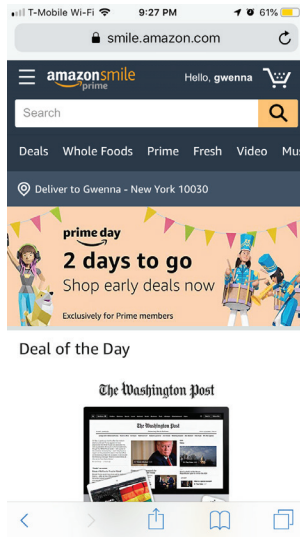 T-Mobile Wi-Fi 9:27 PM 61%
smile.amazon.com
amazonsmile Hello, gwenna
prime
Search
Deals Whole Foods Prime Fresh Video Mu
Deliver to Gwenna - New York 10030
prime day
2 days to go
Shop early deals now
Exclusively for Prime members
Deal of the Day
The Washington Post
The Washington Post